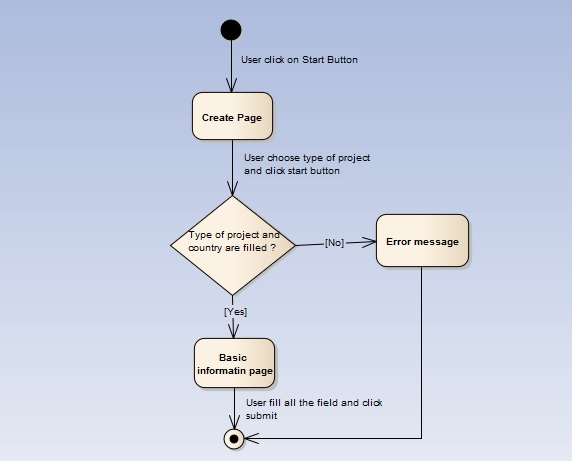 User click on Start Button
Create Page
User choose type of project
and click start button
Type of project and
country are filled ?
[No]
Error message
[Yes]
Basic
informatin page
User fill all the field and click
submit